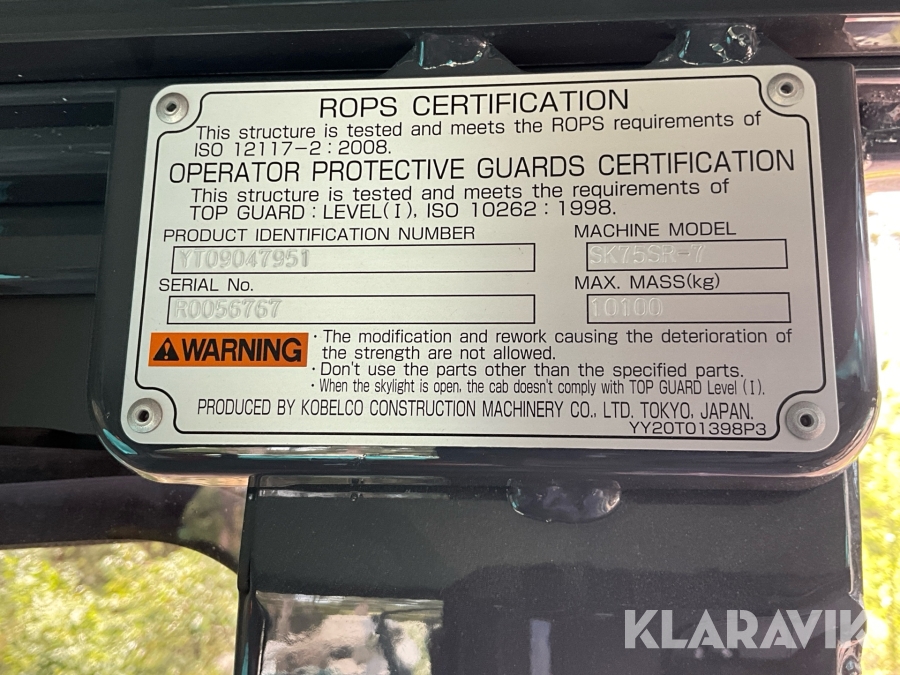 ROPS CERTIFICATION
This structure is tested and meets the ROPS requirements of
ISO 12117-2 : 2008.
OPERATOR PROTECTIVE GUARDS CERTIFICATION
This structure is tested and meets the requirements of
TOP GUARD : LEVEL(I), ISO 10262 : 1998.
PRODUCT IDENTIFICATION NUMBER
YT09047951
MACHINE MODEL
SK75SR-7
SERIAL No.
R0056767
MAX. MASS(kg)
10100
WARNING
· The modification and rework causing the deterioration of
the strength are not allowed.
· Don't use the parts other than the specified parts.
· When the skylight is open, the cab doesn't comply with TOP GUARD Level (I).
PRODUCED BY KOBELCO CONSTRUCTION MACHINERY CO., LTD. TOKYO, JAPAN.
YY20T01398P3
KLARAVIK